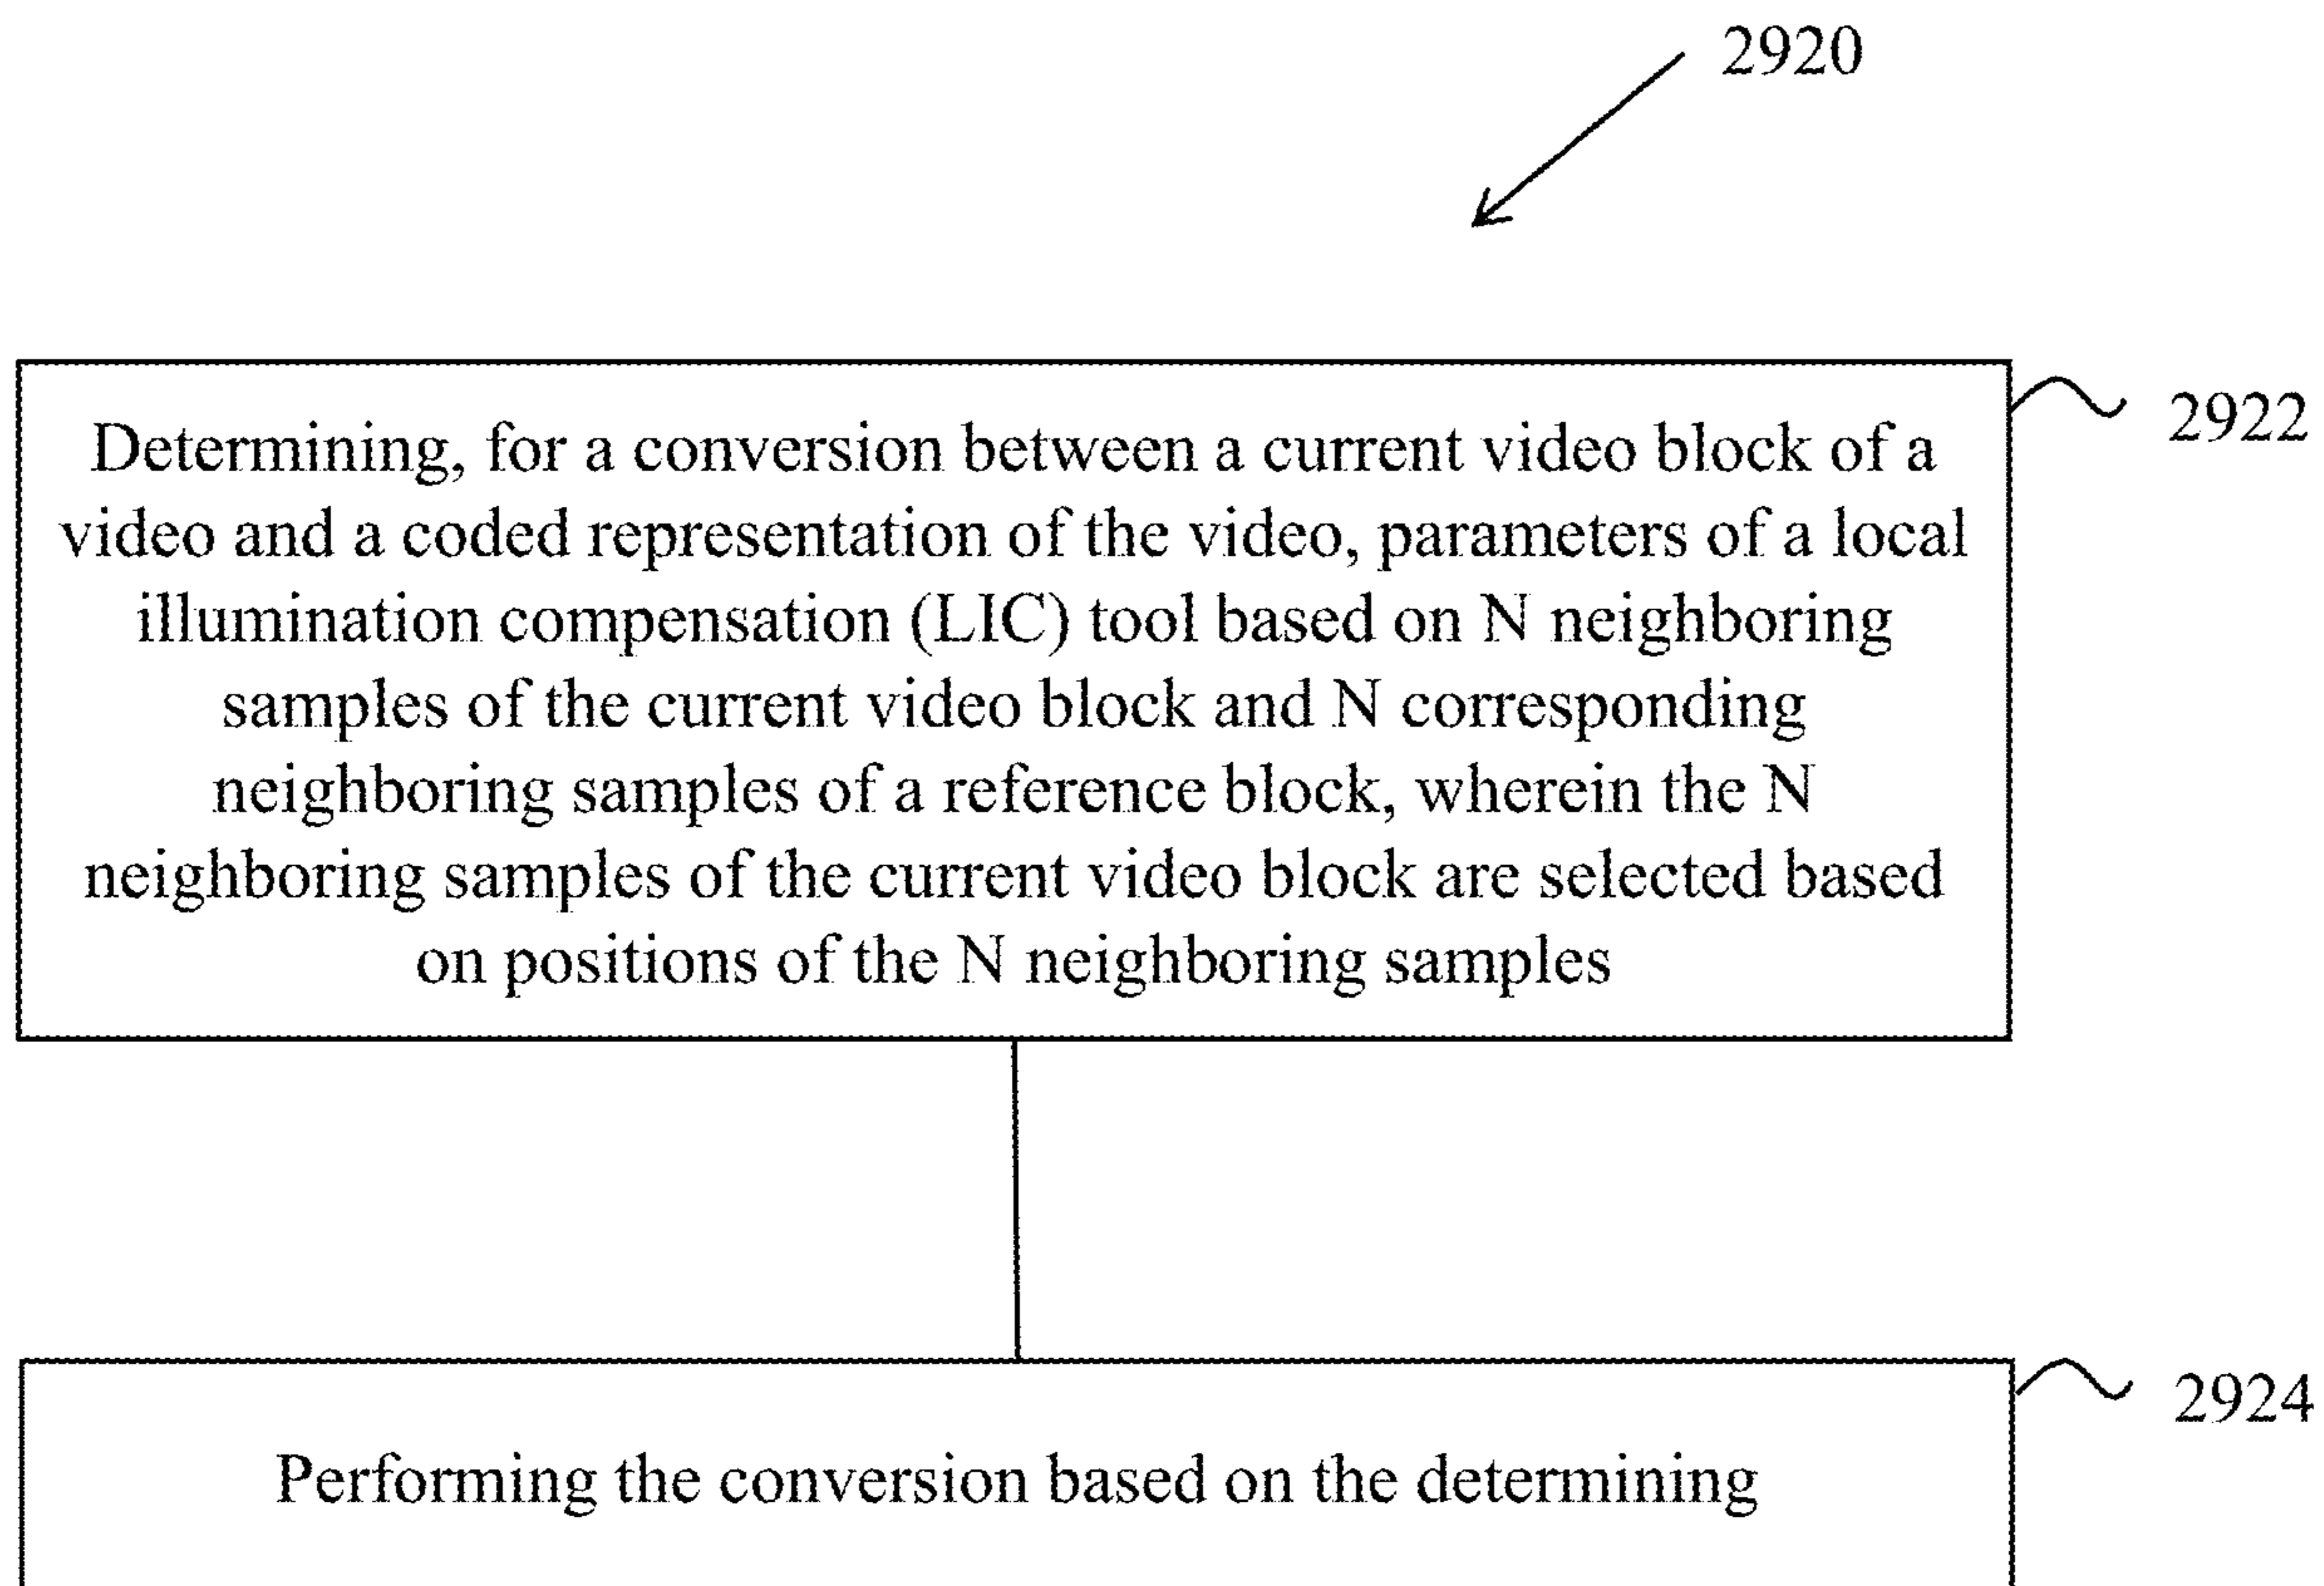 2920
2922
Determining, for a conversion between a current video block of a
video and a coded representation of the video, parameters of a local
illumination compensation (LIC) tool based on N neighboring
samples of the current video block and N corresponding
neighboring samples of a reference block, wherein the N
neighboring samples of the current video block are selected based
on positions of the N neighboring samples
2924
Performing the conversion based on the determining